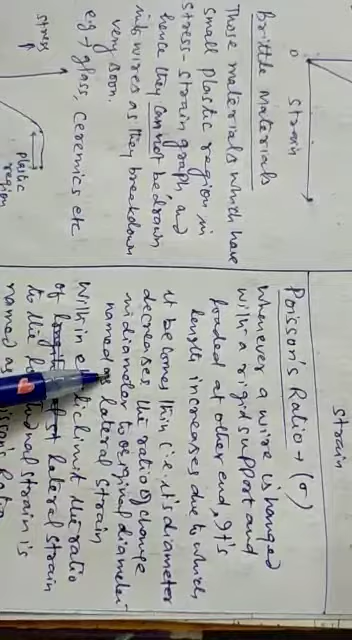 O
strain
Brittle Materials
Those materials which have
small plastic region in
stress-strain graph and
hence they cannot be drawn
into wires as they breakdown
very soon.
e.g → glass, ceremics etc
stress
plastic
region
strain
Poisson's Ratio → (σ)
Whenever a wire is hanged
with a rigid support and
loaded at other end, It's
length increases due to which
it becomes thin i.e it's diameter
decreases the ratio of change
in diameter to original diameter
named as lateral strain
Within limit the ratio
of lateral strain
to the strain is
named as Ratio